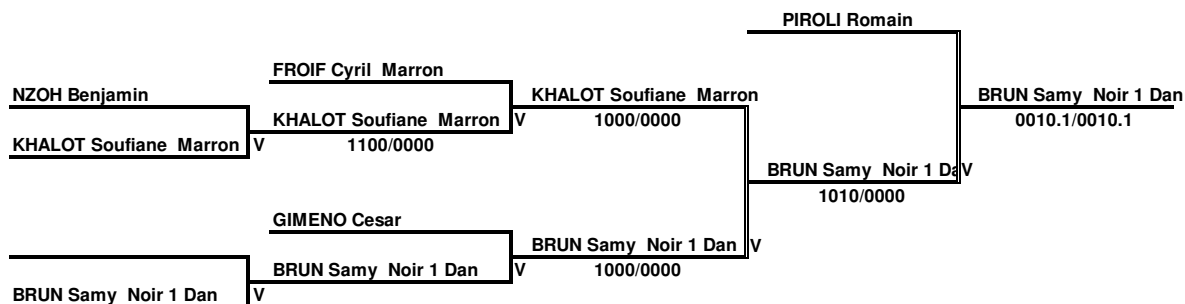 PIROLI Romain
FROIF Cyril Marron
NZOH Benjamin
KHALOT Soufiane Marron
BRUN Samy Noir 1 Dan
KHALOT Soufiane Marron V
1000/0000
0010.1/0010.1
KHALOT Soufiane Marron V
1100/0000
BRUN Samy Noir 1 DaV
1010/0000
GIMENO Cesar
BRUN Samy Noir 1 Dan V
1000/0000
BRUN Samy Noir 1 Dan V
BRUN Samy Noir 1 Dan V